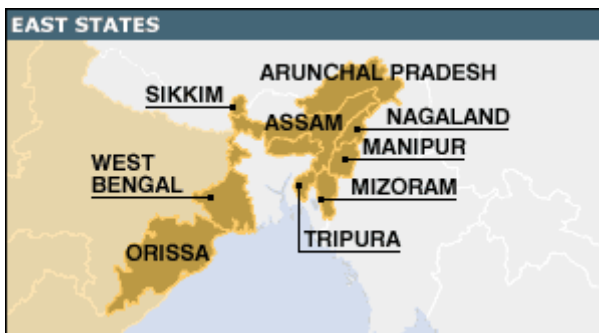 EAST STATES
ARUNCHAL PRADESH
SIKKIM
ASSAM
NAGALAND
MANIPUR
WEST
BENGAL
MIZORAM
TRIPURA
ORISSA